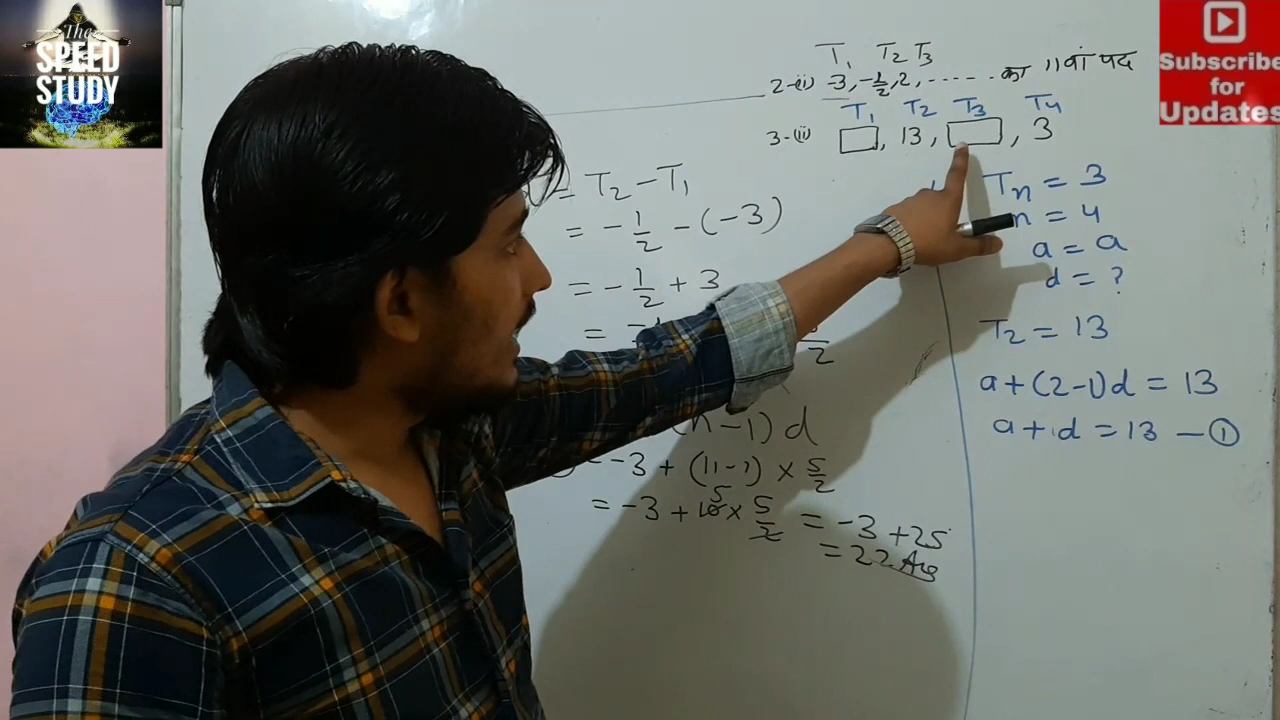 The
SPEED
STUDY
Subscribe
for
Updates
T₁ T₂ T₃
2-(ii) -3, -1/2, 2, ...... का 11वां पद
T₁ T₂ T₃ T₄
3-(ii) □, 13, □, 3
= T₂ - T₁
= -1/2 - (-3)
= -1/2 + 3
(n-1)d
= -3 + (11-1) × 5/2
= -3 + 10 × 5/2 = -3 + 25
5
= 22 Ans
Tₙ = 3
n = 4
a = a
d = ?
T₂ = 13
a + (2-1)d = 13
a + 1d = 13 — ①